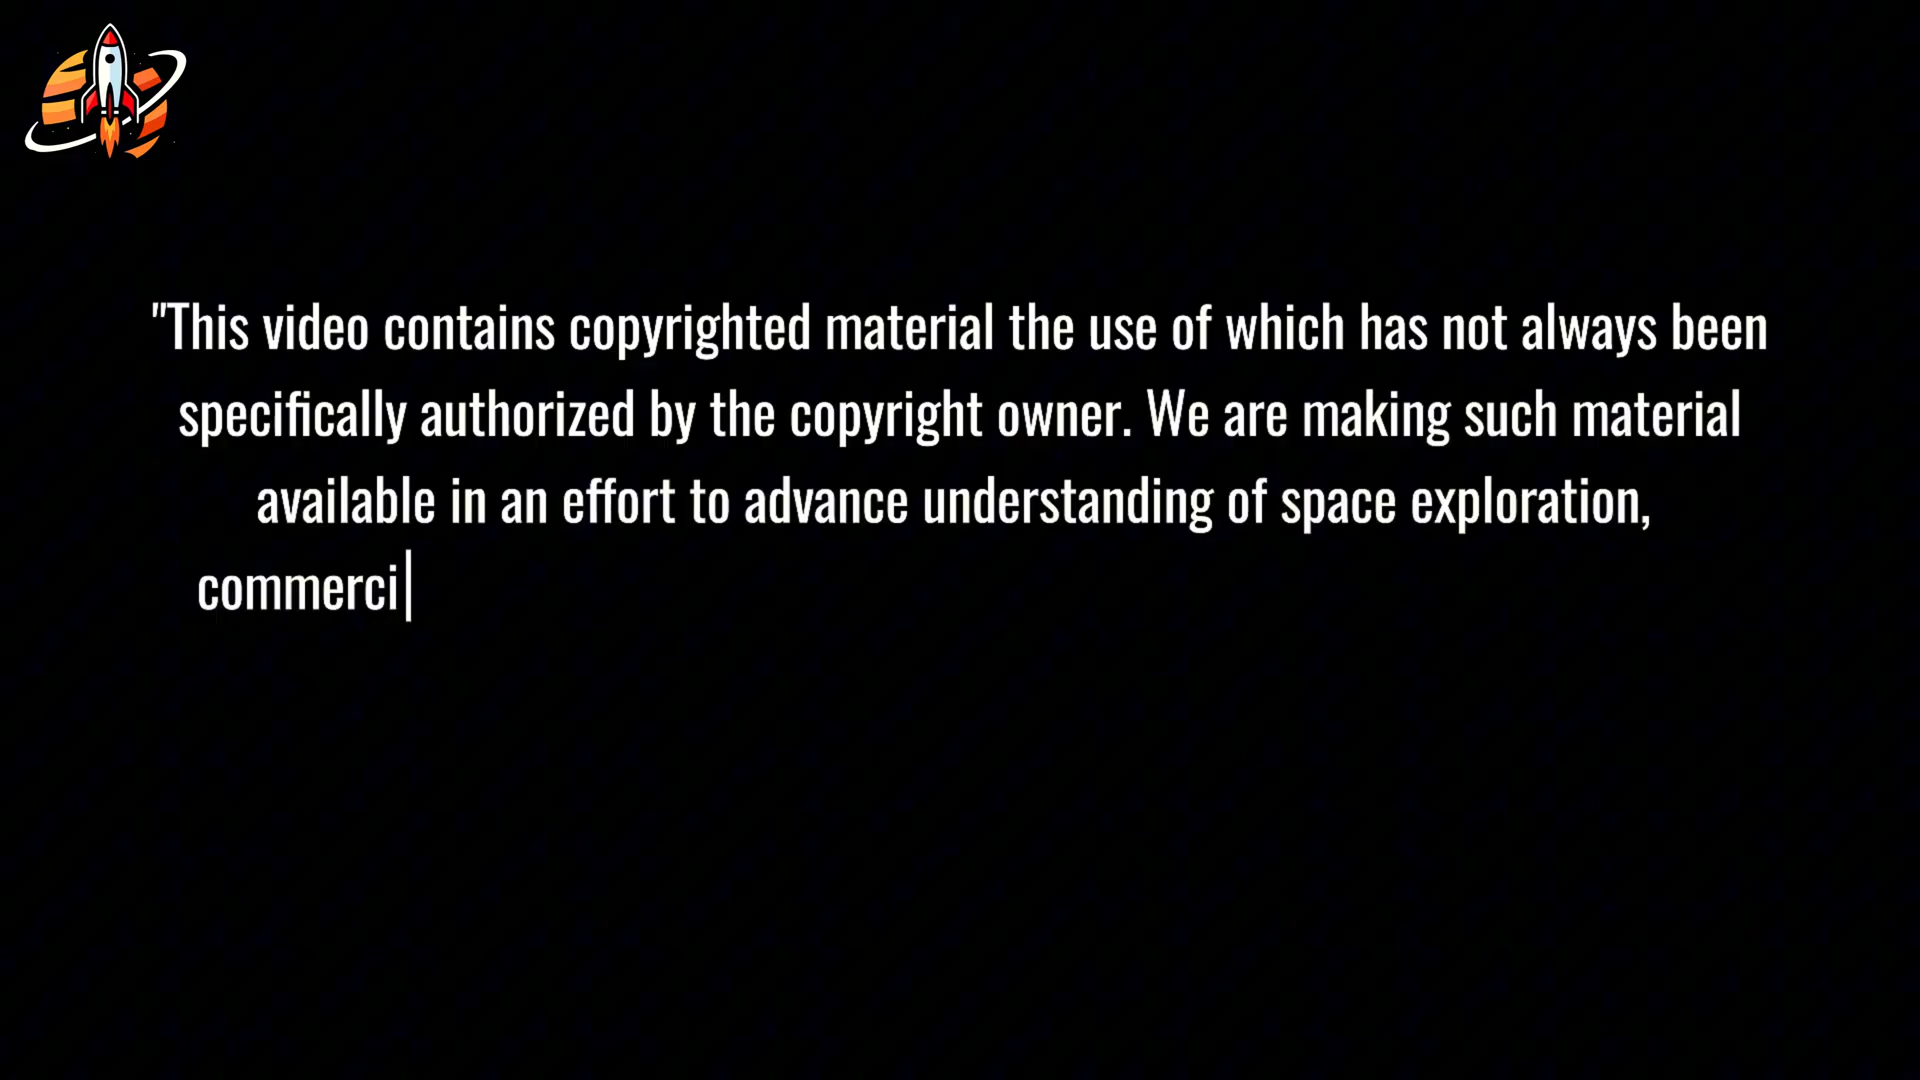 "This video contains copyrighted material the use of which has not always been
specifically authorized by the copyright owner. We are making such material
available in an effort to advance understanding of space exploration,
commerci